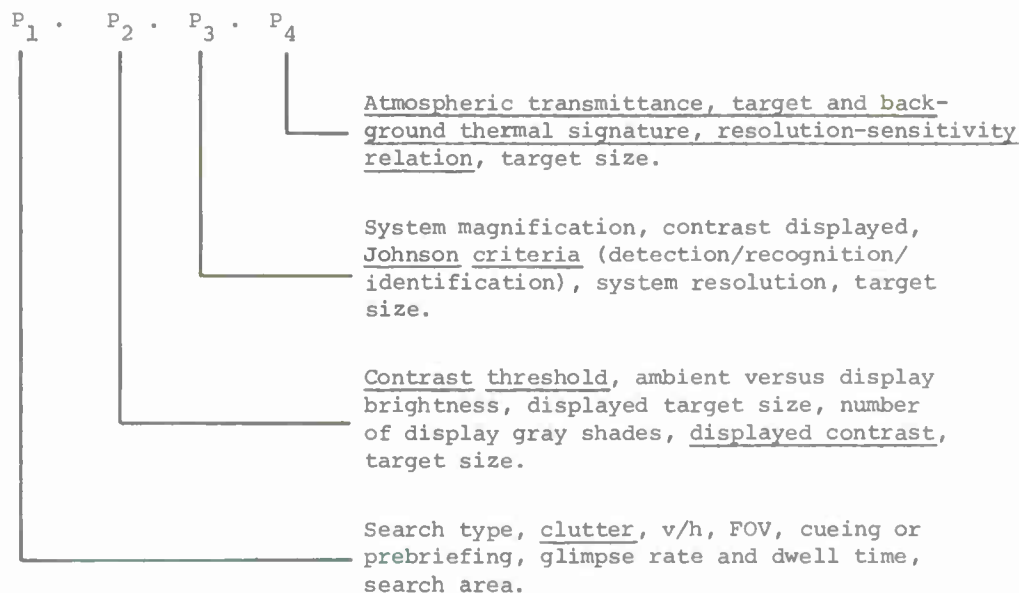 P1 . P2 . P3 . P4
Atmospheric transmittance, target and back-
ground thermal signature, resolution-sensitivity
relation, target size.
System magnification, contrast displayed,
Johnson criteria (detection/recognition/
identification), system resolution, target
size.
Contrast threshold, ambient versus display
brightness, displayed target size, number
of display gray shades, displayed contrast,
target size.
Search type, clutter, v/h, FOV, cueing or
prebriefing, glimpse rate and dwell time,
search area.